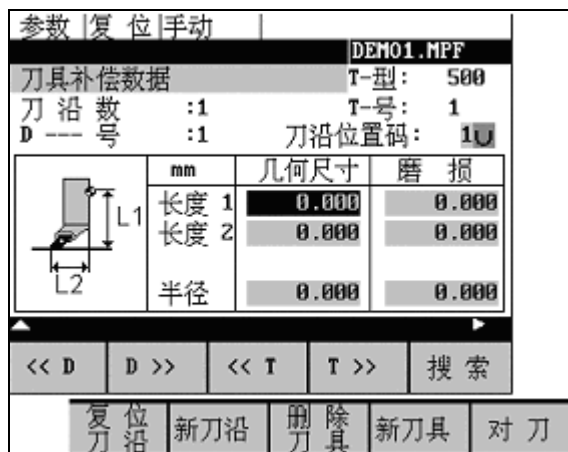 参数 复 位 手动
DEMO1.MPF
刀具补偿数据 T-型: 500
刀 沿 数 :1 T-号: 1
D --- 号 :1 刀沿位置码: 1
mm 几何尺寸 磨 损
L1 长度 1 0.000 0.000
长度 2 0.000 0.000
L2 半径 0.000 0.000
<< D D >> << T T >> 搜 索
复 位 刀 沿 新刀沿 删 除 刀 具 新刀具 对 刀